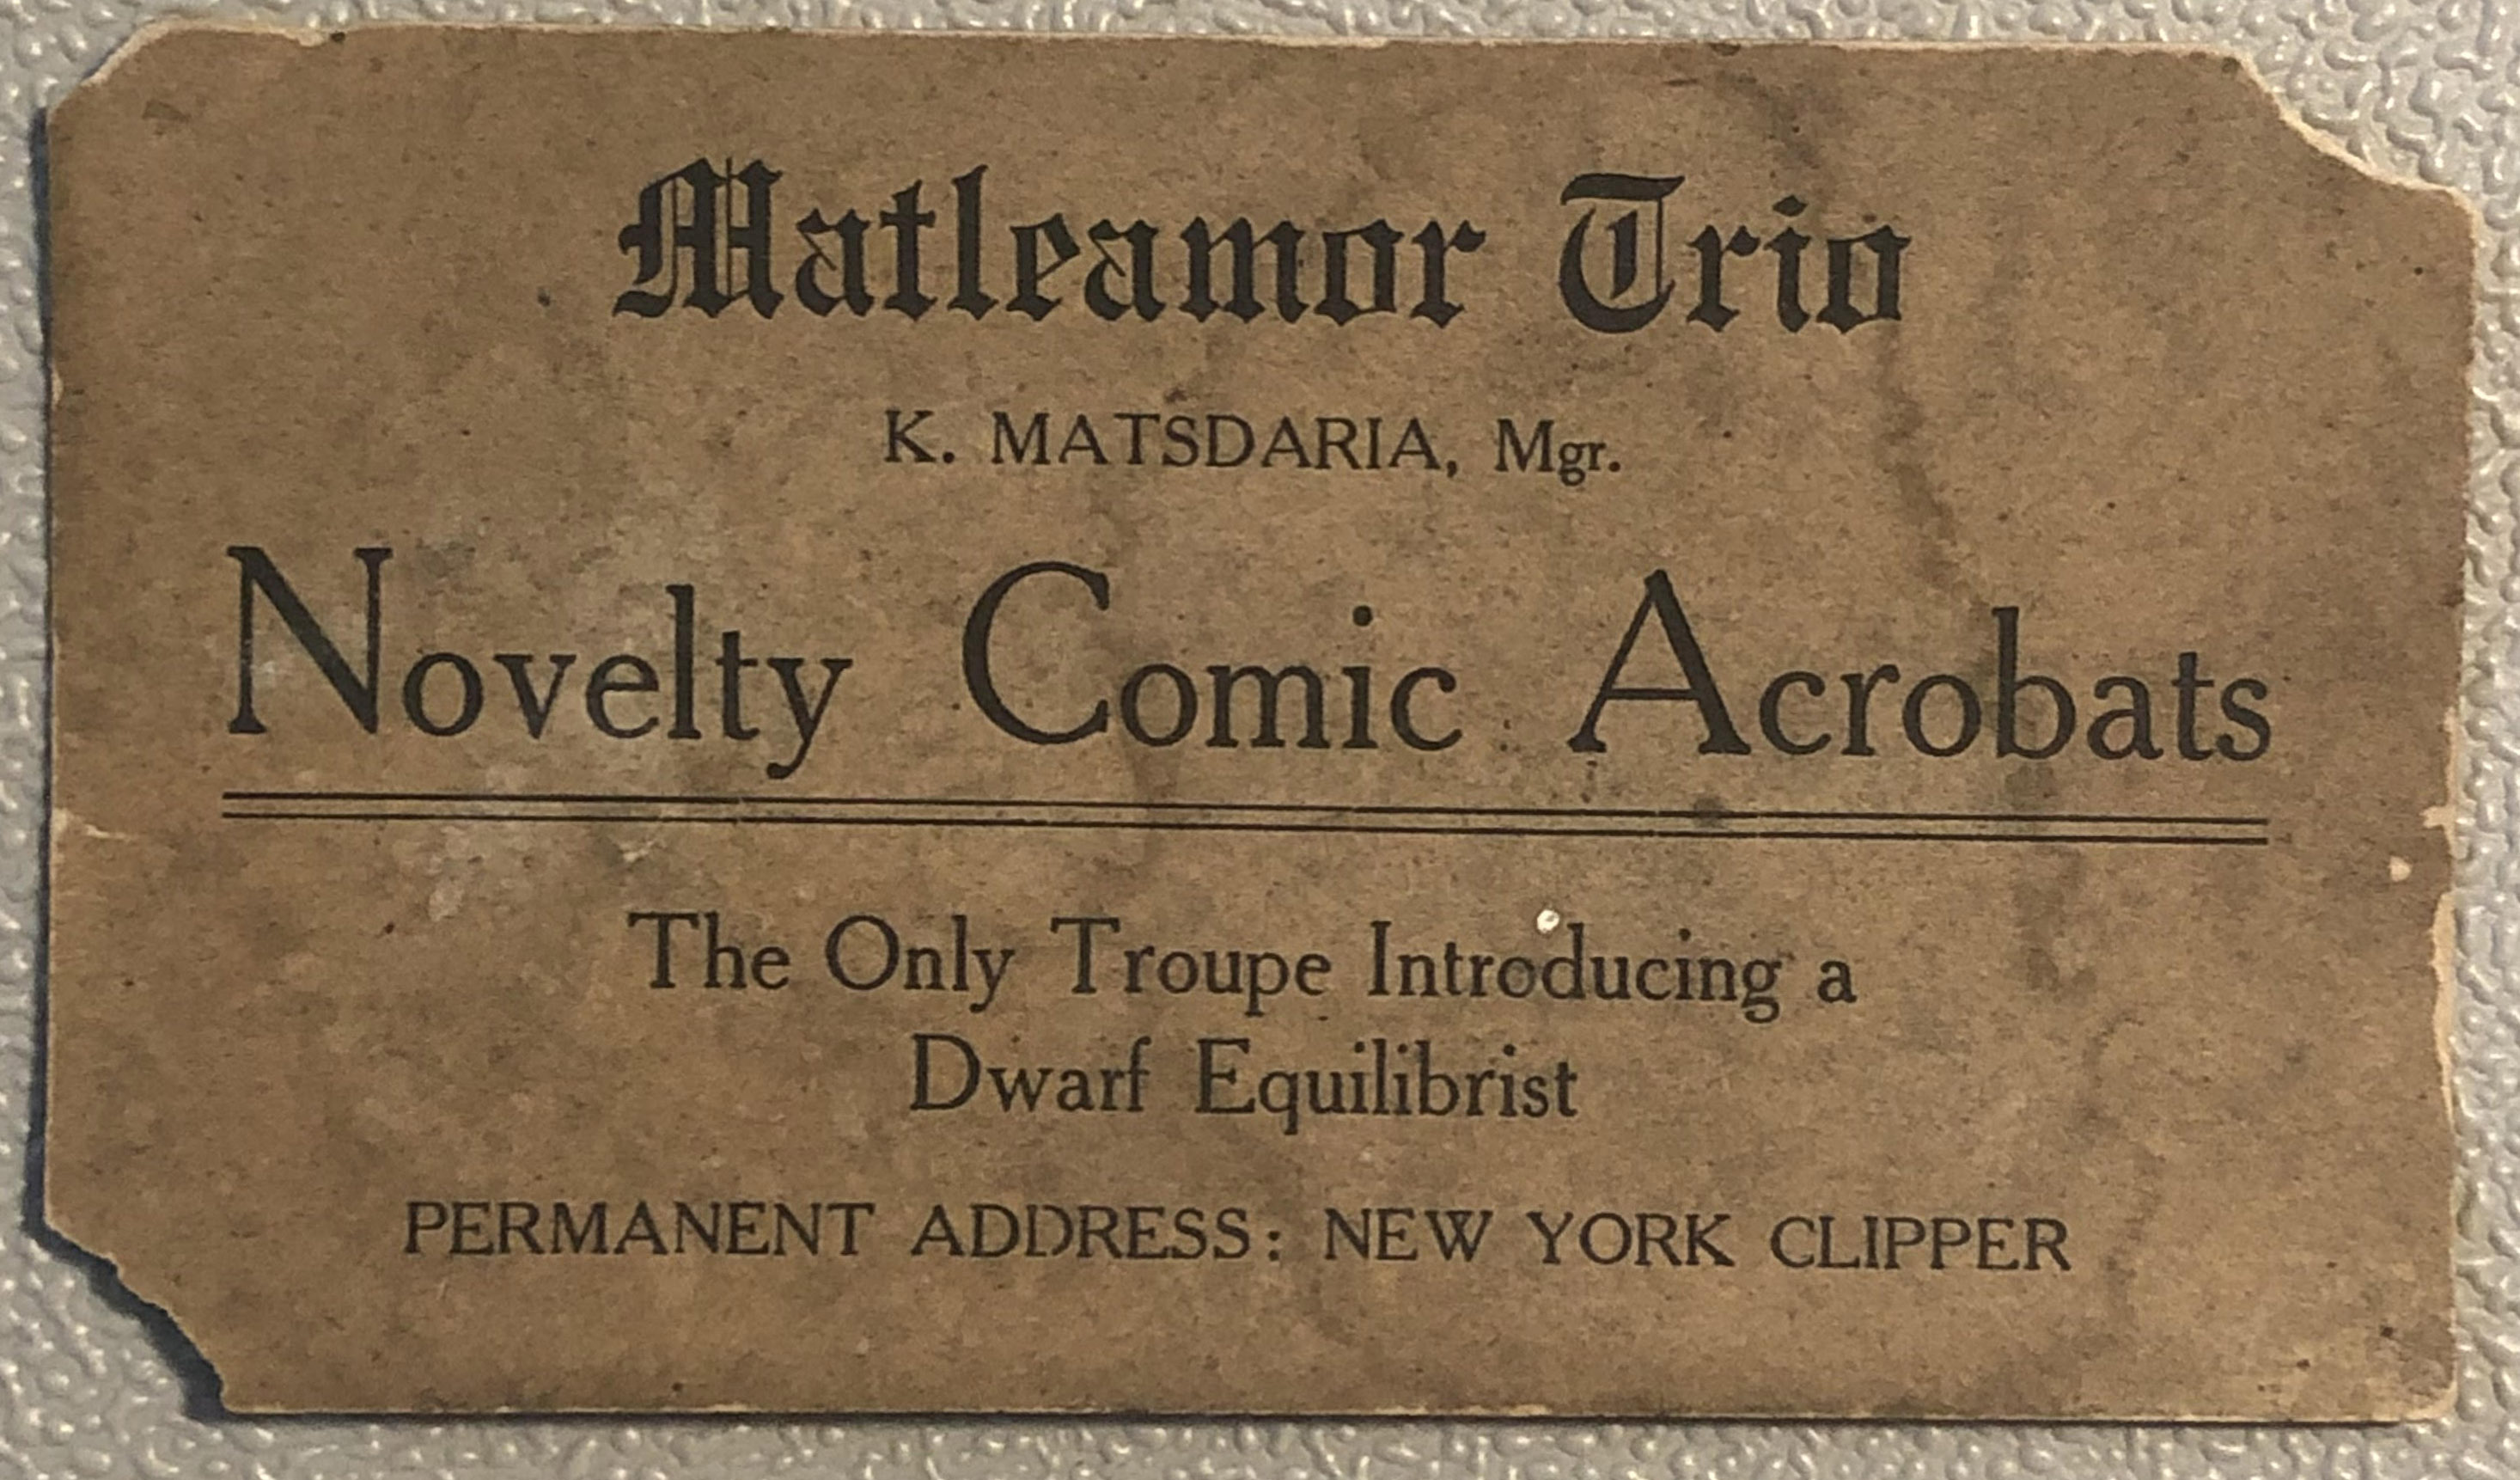 Matleamor Trio
K. MATSDARIA, Mgr.
Novelty Comic Acrobats
The Only Troupe Introducing a
Dwarf Equilibrist
PERMANENT ADDRESS: NEW YORK CLIPPER